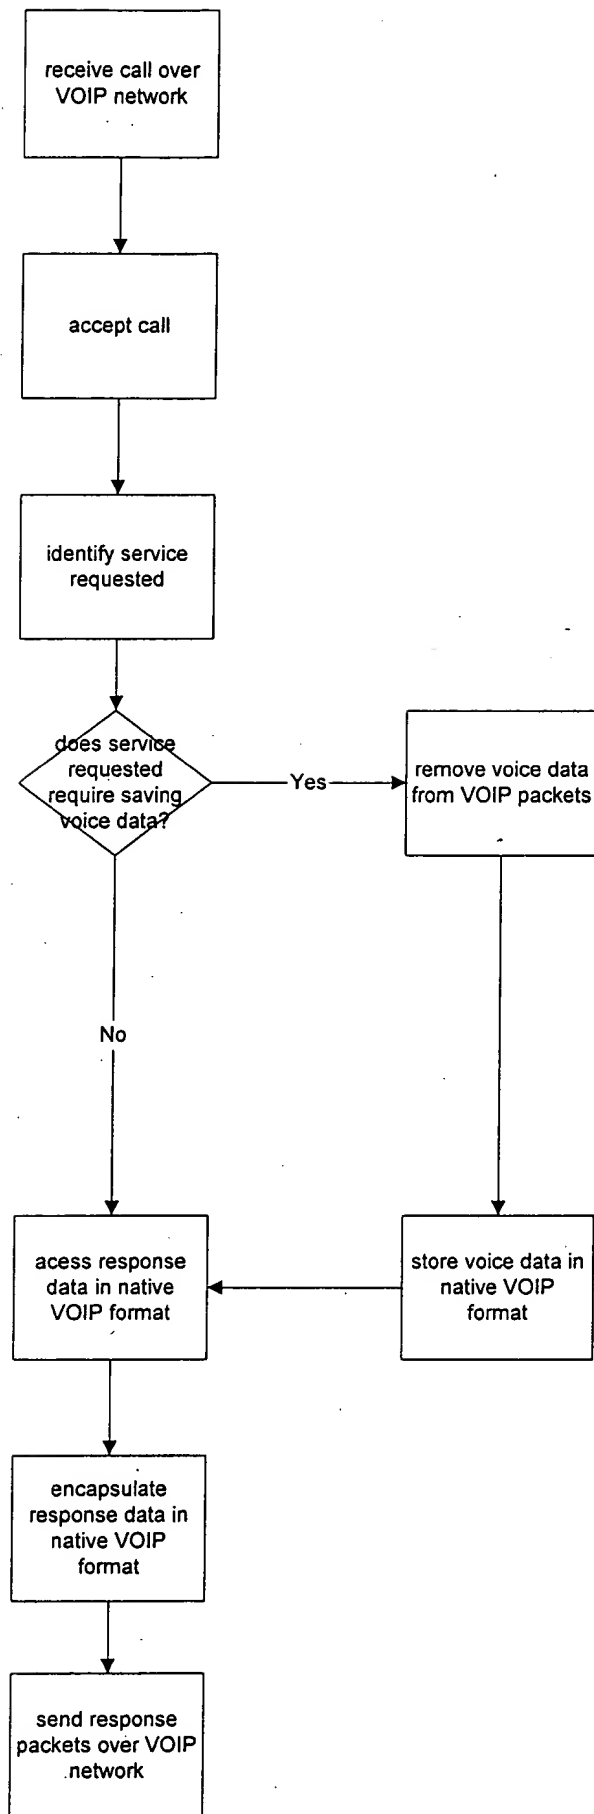 receive call over
VOIP network
accept call
identify service
requested
does service
requested
require saving
voice data?
Yes
remove voice data
from VOIP packets
No
acess response
data in native
VOIP format
store voice data in
native VOIP
format
encapsulate
response data in
native VOIP
format
send response
packets over VOIP
network